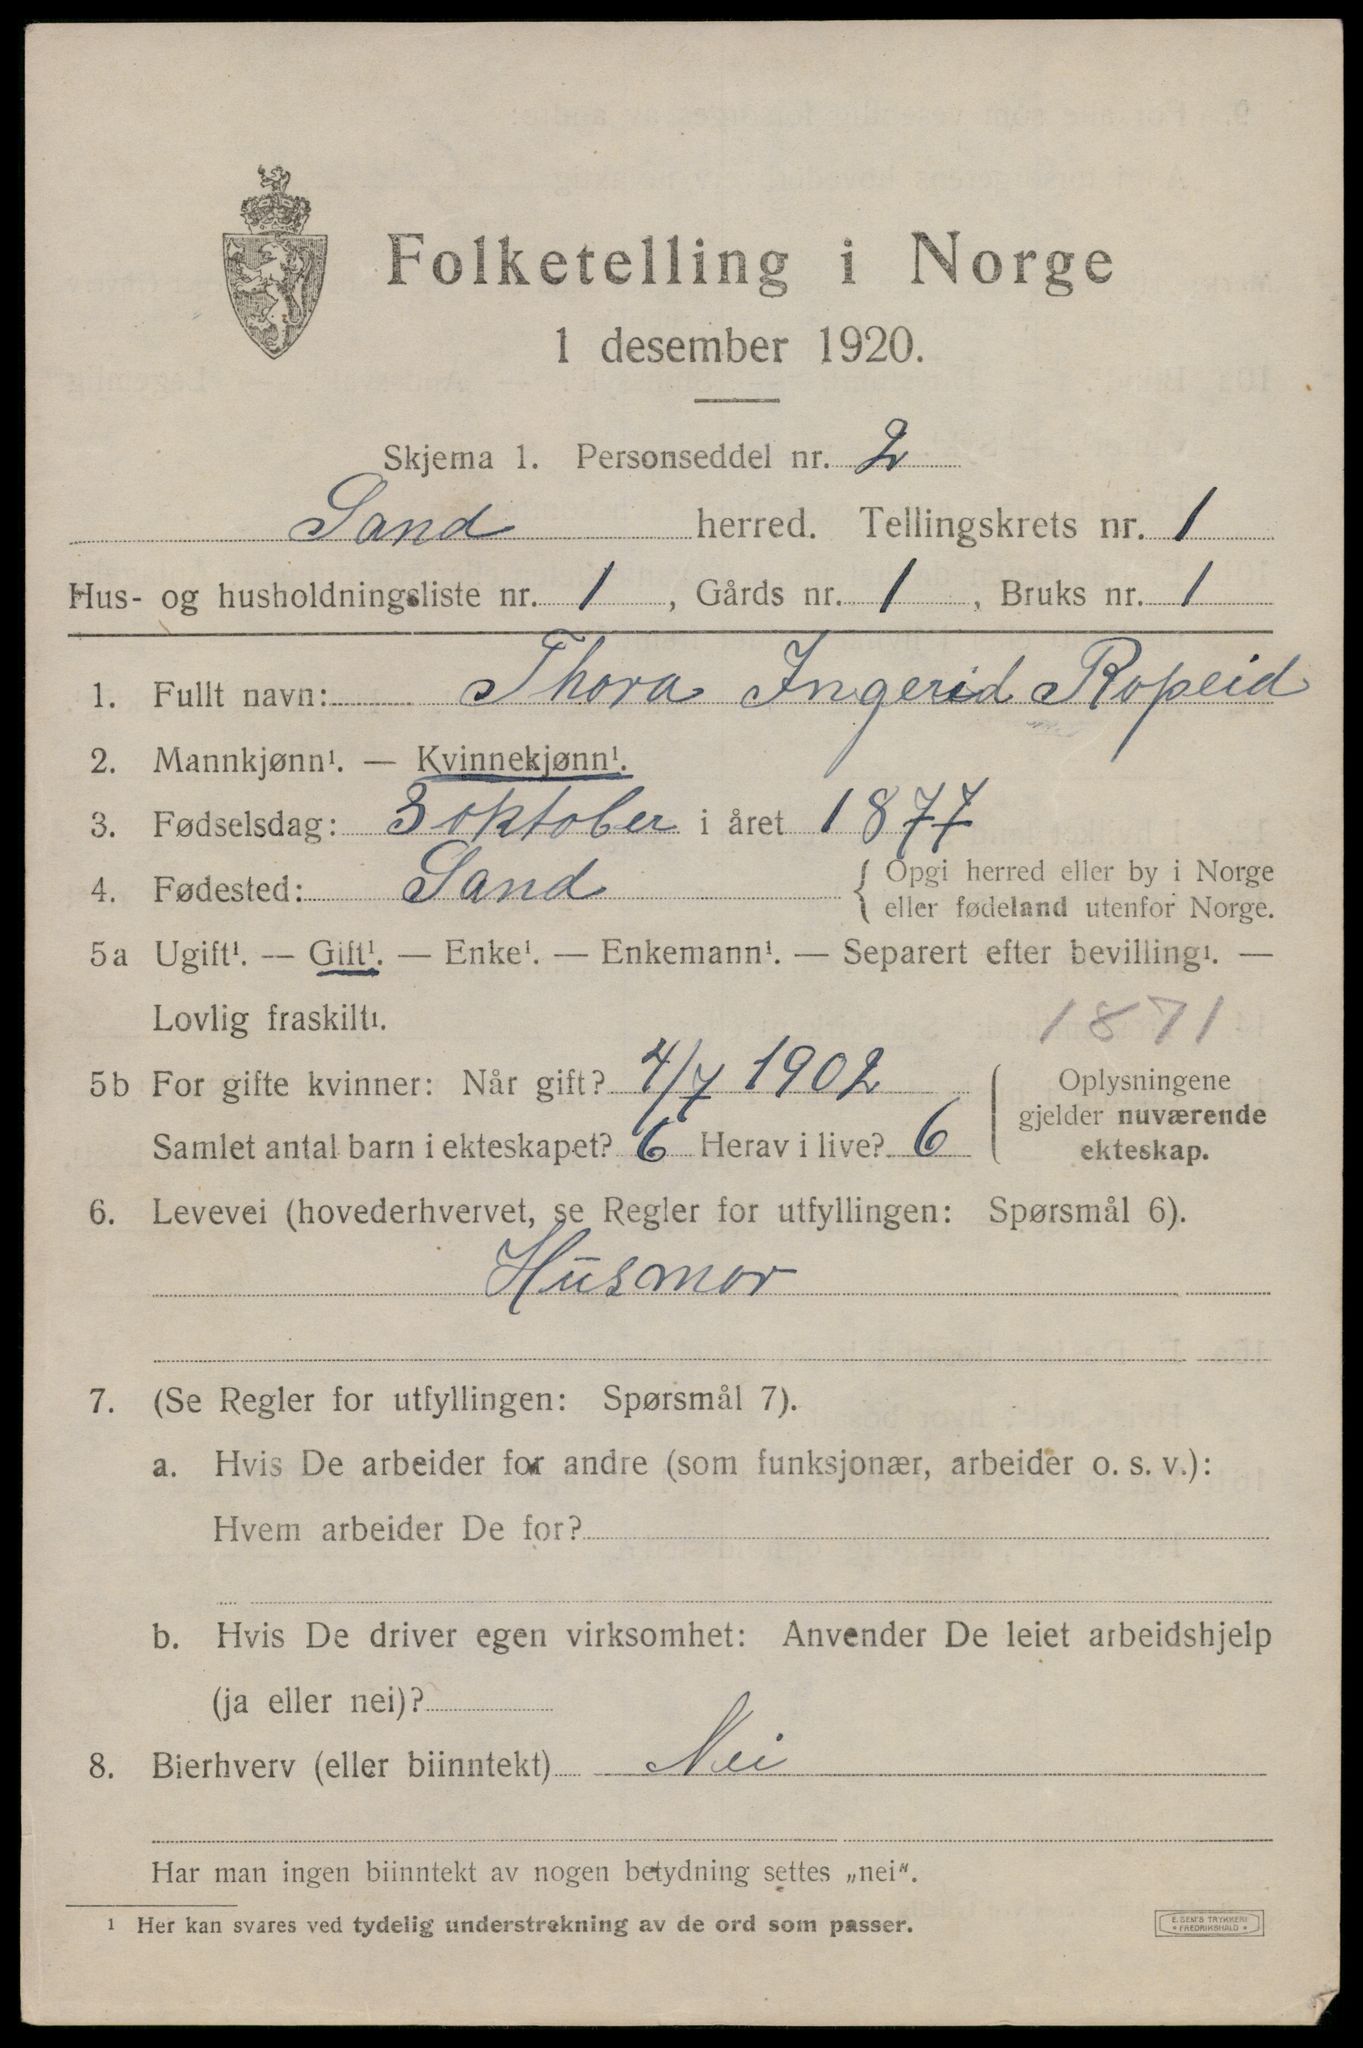 Folketelling i Norge
1 desember 1920.
Skjema 1. Personseddel nr. 2
Sand herred. Tellingskrets nr. 1
Hus- og husholdningsliste nr. 1, Gårds nr. 1, Bruks nr. 1
1. Fullt navn: Thora Ingerid Ropeid
2. Mannkjønn¹. — Kvinnekjønn¹.
3. Fødselsdag: 3 oktober i året 1877
4. Fødested: Sand { Opgi herred eller by i Norge
eller fødeland utenfor Norge.
5a Ugift¹. — Gift¹. — Enke¹. — Enkemann¹. — Separert efter bevilling¹. —
Lovlig fraskilt¹.
1871
5b For gifte kvinner: Når gift? 4/7 1902
Samlet antal barn i ekteskapet? 6 Herav i live? 6
Oplysningene
gjelder nuværende
ekteskap.
6. Levevei (hovederhvervet, se Regler for utfyllingen: Spørsmål 6).
Husmor
7. (Se Regler for utfyllingen: Spørsmål 7).
a. Hvis De arbeider for andre (som funksjonær, arbeider o. s. v.):
Hvem arbeider De for?
b. Hvis De driver egen virksomhet: Anvender De leiet arbeidshjelp
(ja eller nei)?
8. Bierhverv (eller biinntekt) Nei
Har man ingen biinntekt av nogen betydning settes „nei“.
¹ Her kan svares ved tydelig understrekning av de ord som passer.
E. SEM'S TRYKKERI
FREDRIKSHALD